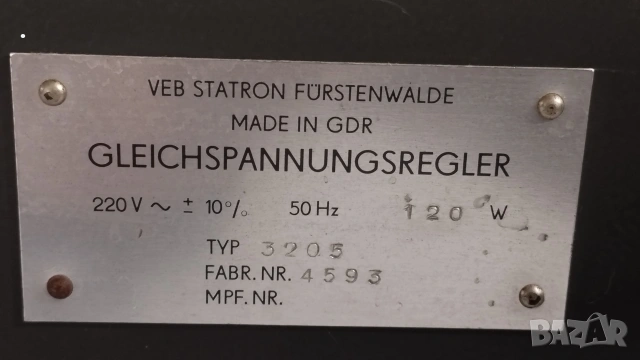 VEB STATRON FÜRSTENWALDE
MADE IN GDR
GLEICHSPANNUNGSREGLER
220 V ~ ± 10% 50 Hz 120 W
TYP 3205
FABR. NR. 4593
MPF. NR.
BAZAR